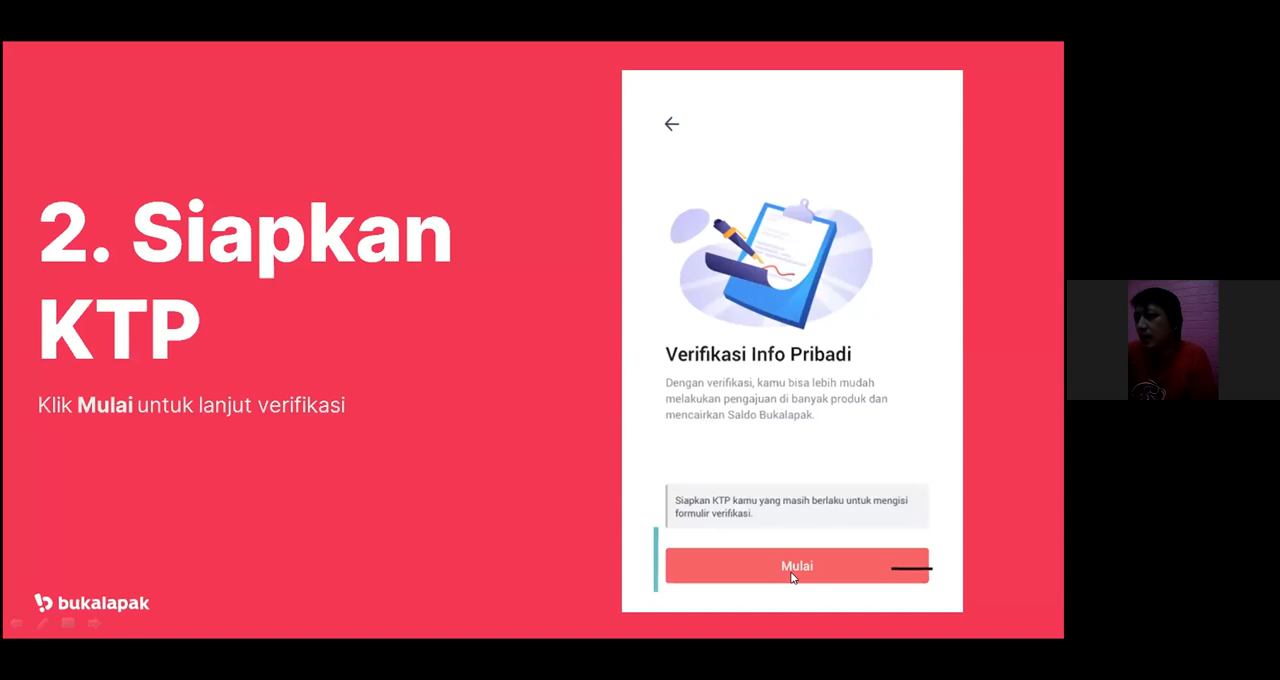 2. Siapkan
KTP
Klik Mulai untuk lanjut verifikasi
bukalapak
Verifikasi Info Pribadi
Dengan verifikasi, kamu bisa lebih mudah
melakukan pengajuan di banyak produk dan
mencairkan Saldo Bukalapak.
Siapkan KTP kamu yang masih berlaku untuk mengisi
formulir verifikasi.
Mulai